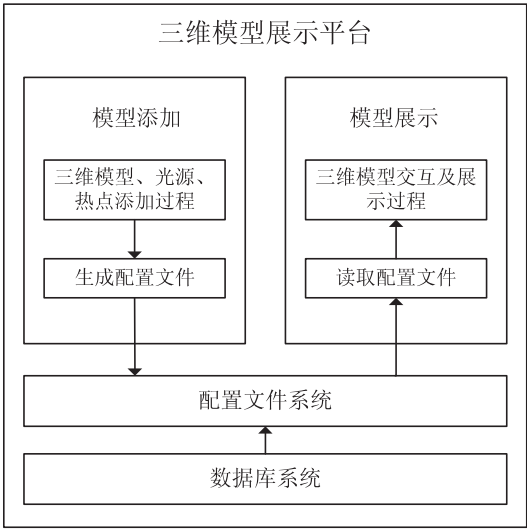 三维模型展示平台
模型添加
三维模型、光源、
热点添加过程
生成配置文件
模型展示
三维模型交互及展
示过程
读取配置文件
配置文件系统
数据库系统